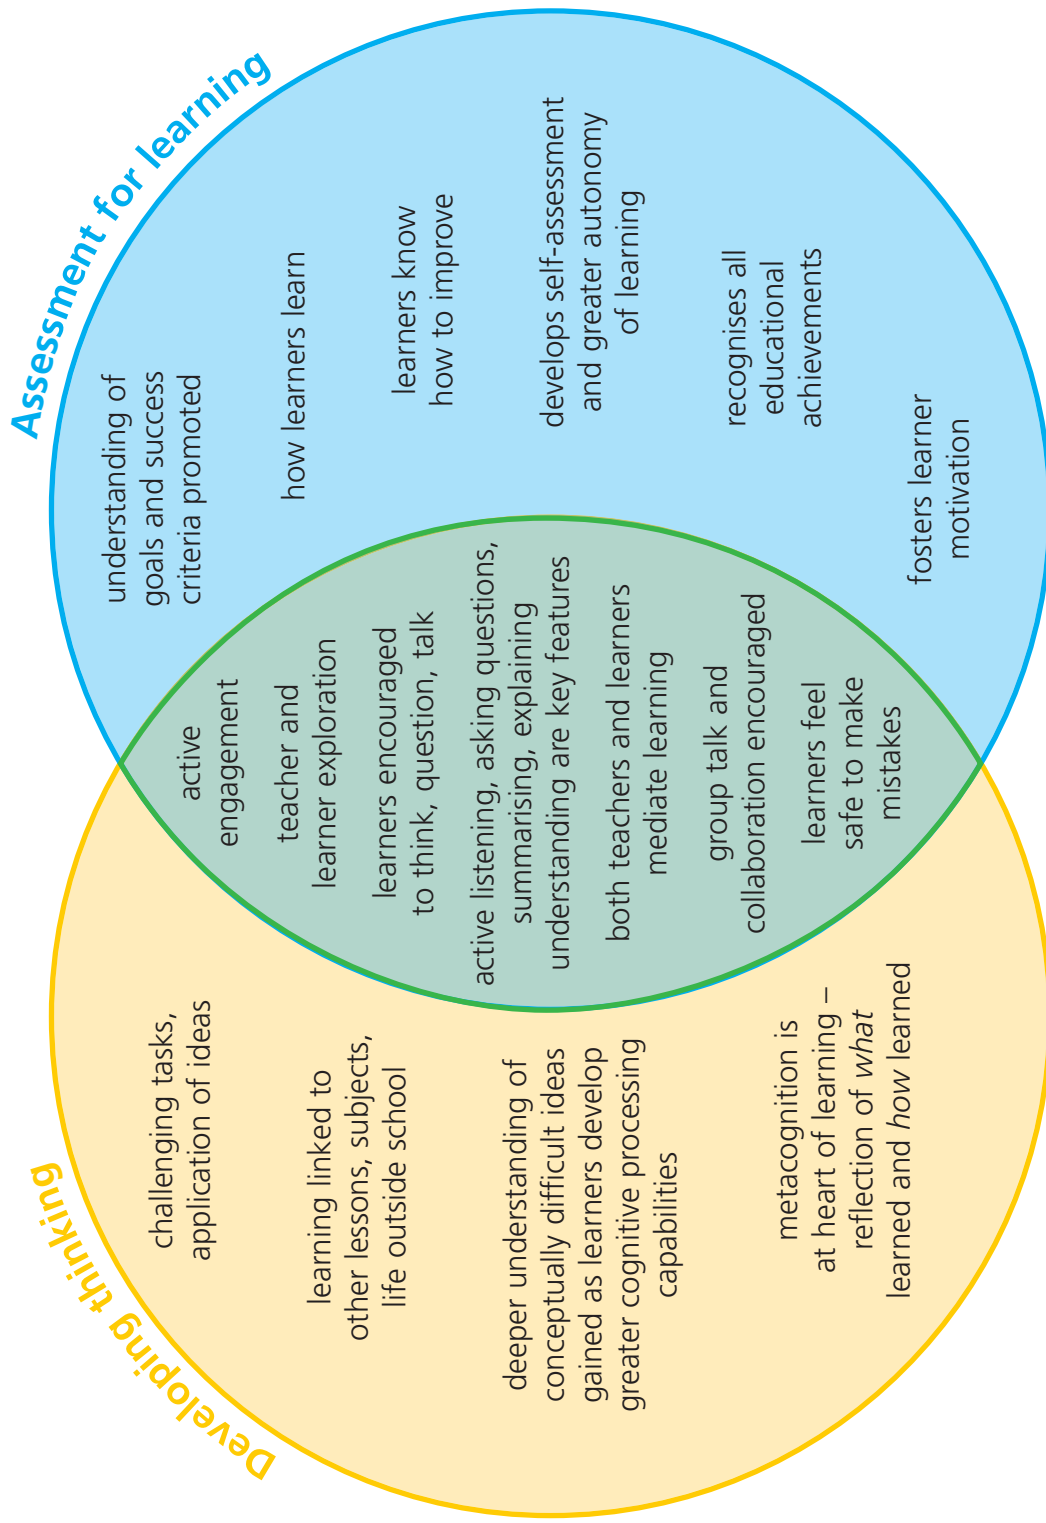 Developing thinking
challenging tasks,
application of ideas
learning linked to
other lessons, subjects,
life outside school
deeper understanding of
conceptually difficult ideas
gained as learners develop
greater cognitive processing
capabilities
metacognition is
at heart of learning –
reflection of what
learned and how learned
active
engagement
teacher and
learner exploration
learners encouraged
to think, question, talk
active listening, asking questions,
summarising, explaining
understanding are key features
both teachers and learners
mediate learning
group talk and
collaboration encouraged
learners feel
safe to make
mistakes
Assessment for learning
understanding of
goals and success
criteria promoted
how learners learn
learners know
how to improve
develops self-assessment
and greater autonomy
of learning
recognises all
educational
achievements
fosters learner
motivation